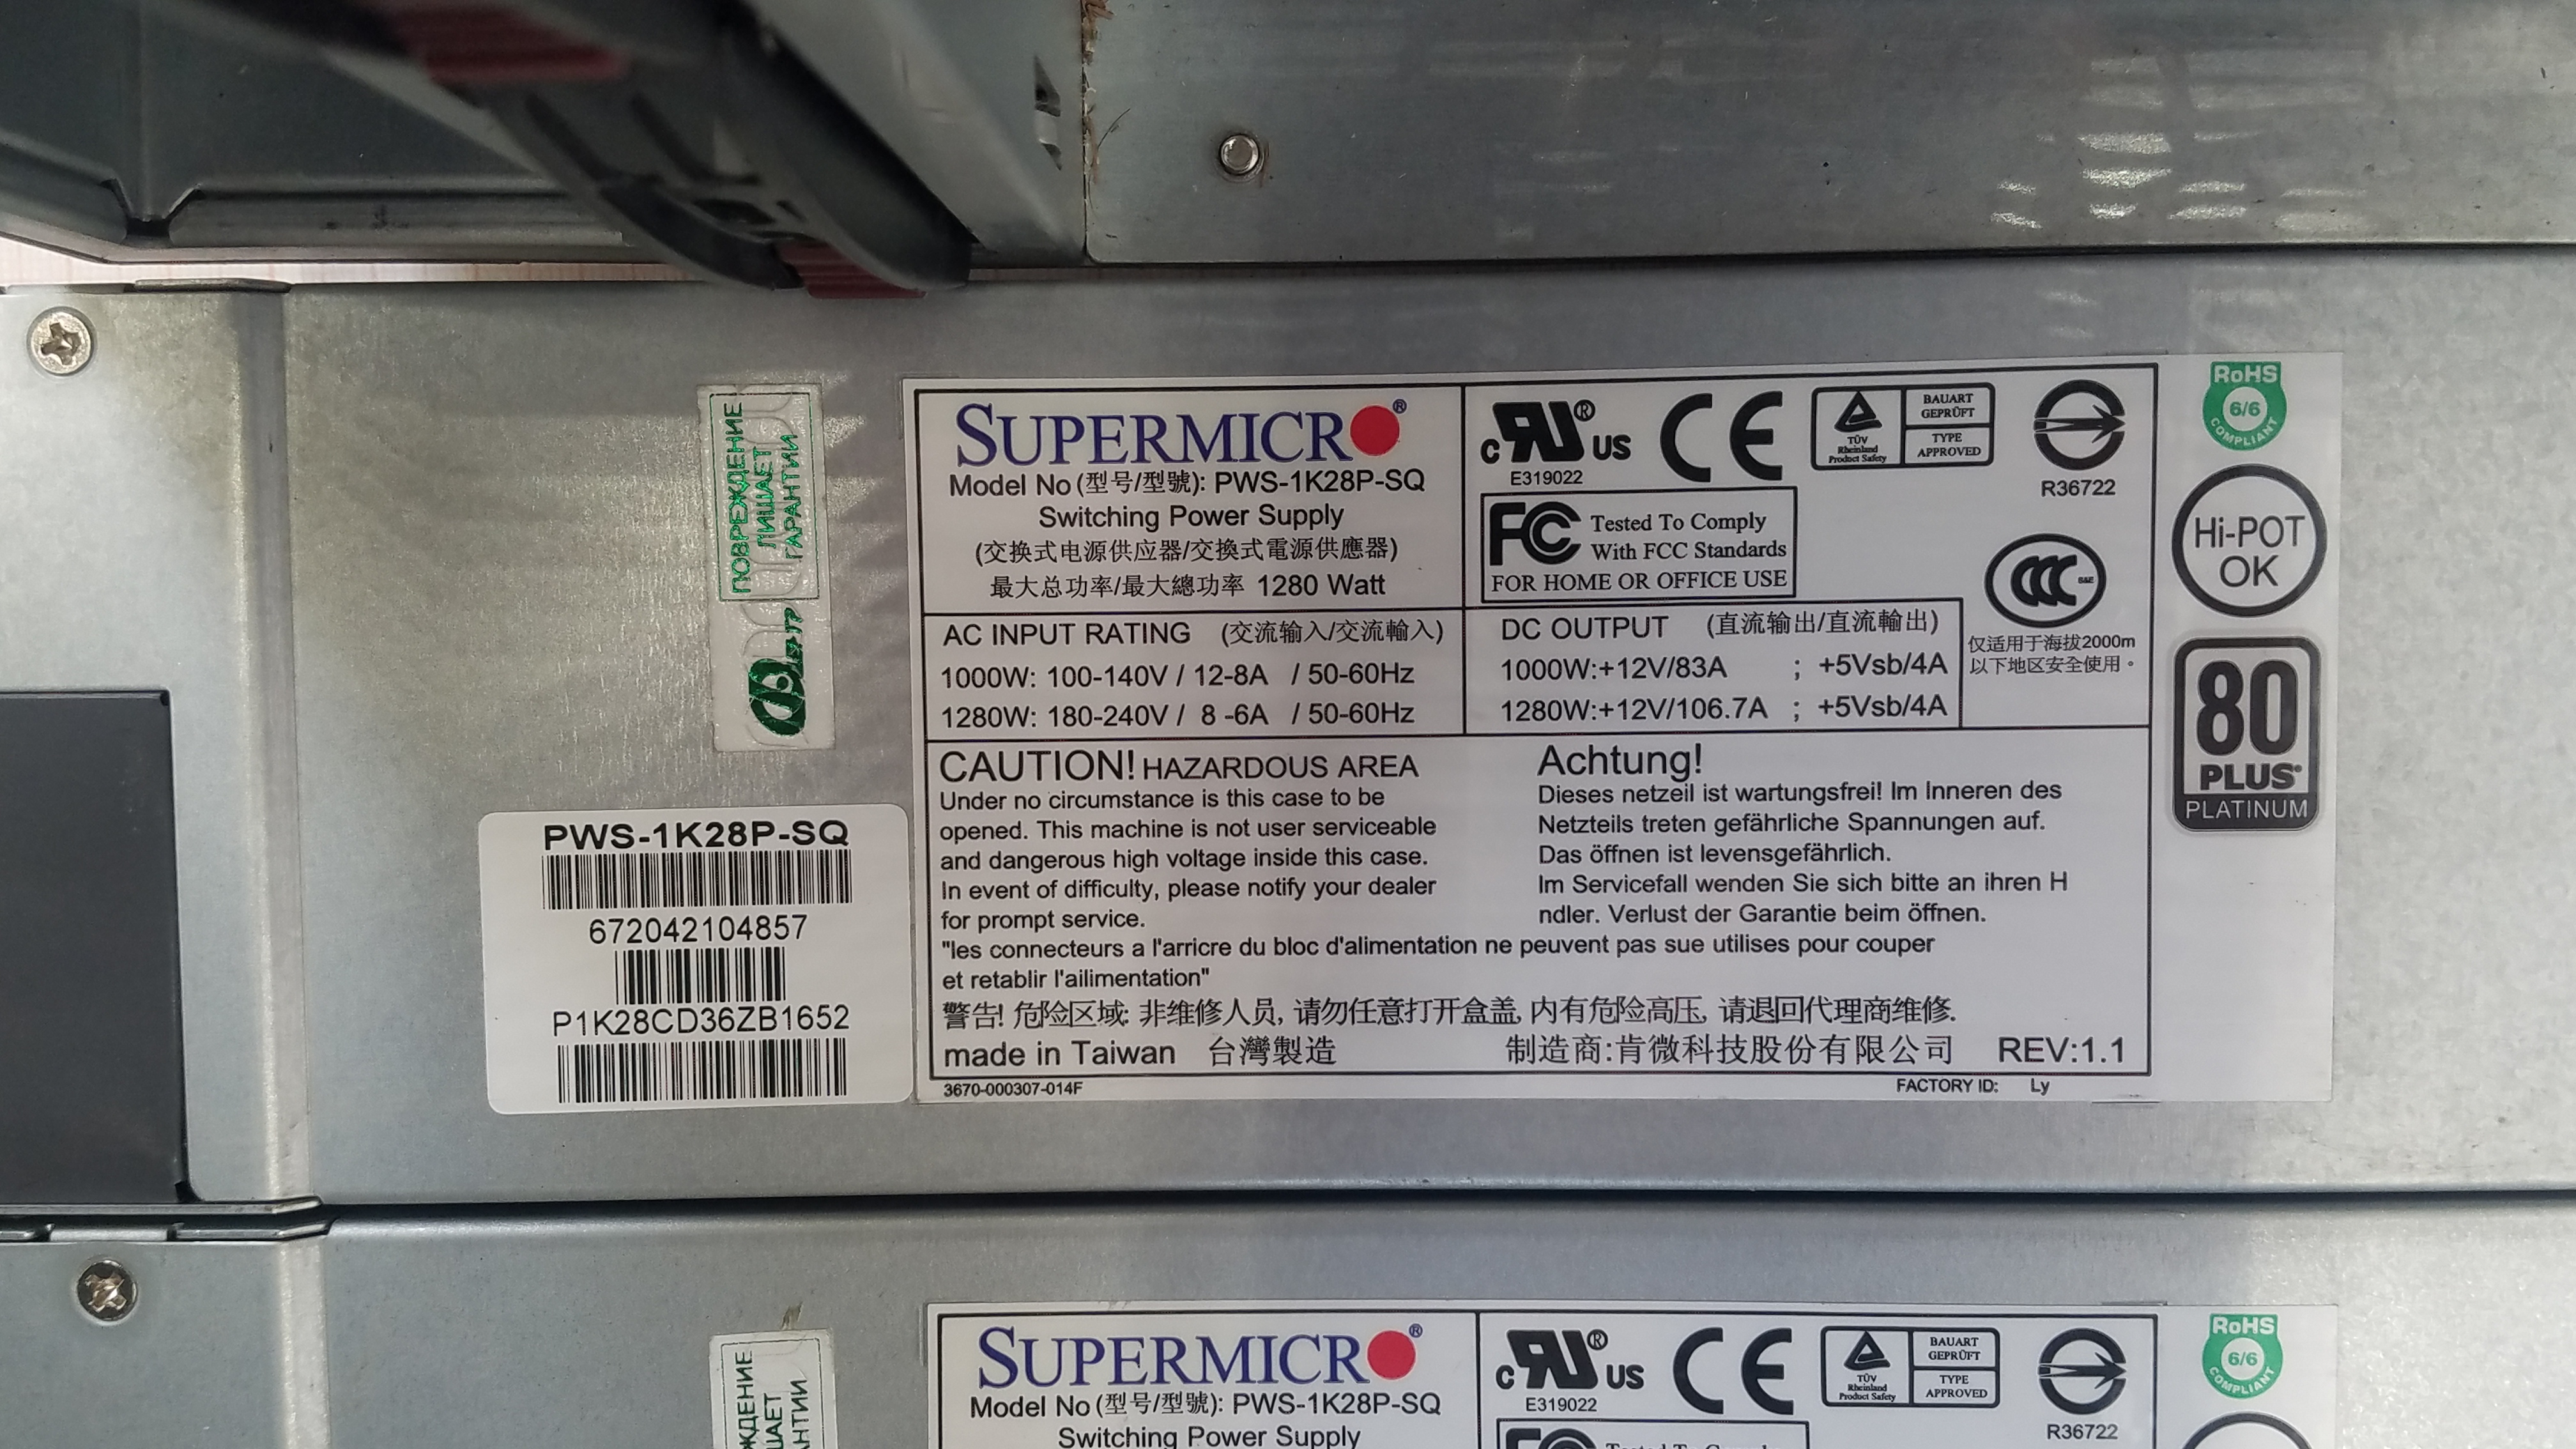 ПОВРЕЖДЕНИЕ
ЛИШАЕТ
ГАРАНТИИ
PWS-1K28P-SQ
672042104857
P1K28CD36ZB1652
SUPERMICRO®
Model No (型号/型號): PWS-1K28P-SQ
Switching Power Supply
(交换式电源供应器/交換式電源供應器)
最大总功率/最大總功率 1280 Watt
c RU ® US
E319022
CE
TÜV
Rheinland
Product Safety
BAUART
GEPRÜFT
TYPE
APPROVED
R36722
FC Tested To Comply
With FCC Standards
FOR HOME OR OFFICE USE
CCC S&E
仅适用于海拔2000m
以下地区安全使用。
AC INPUT RATING (交流输入/交流輸入)
1000W: 100-140V / 12-8A / 50-60Hz
1280W: 180-240V / 8 -6A / 50-60Hz
DC OUTPUT (直流输出/直流輸出)
1000W:+12V/83A ; +5Vsb/4A
1280W:+12V/106.7A ; +5Vsb/4A
CAUTION! HAZARDOUS AREA
Under no circumstance is this case to be
opened. This machine is not user serviceable
and dangerous high voltage inside this case.
In event of difficulty, please notify your dealer
for prompt service.
Achtung!
Dieses netzeil ist wartungsfrei! Im Inneren des
Netzteils treten gefährliche Spannungen auf.
Das öffnen ist levensgefährlich.
Im Servicefall wenden Sie sich bitte an ihren H
ndler. Verlust der Garantie beim öffnen.
"les connecteurs a l'arricre du bloc d'alimentation ne peuvent pas sue utilises pour couper
et retablir l'ailimentation"
警告! 危险区域: 非维修人员, 请勿任意打开盒盖, 内有危险高压, 请退回代理商维修.
made in Taiwan 台灣製造 制造商:肯微科技股份有限公司 REV:1.1
3670-000307-014F FACTORY ID: Ly
RoHS
6/6
COMPLIANT
Hi-POT
OK
80
PLUS®
PLATINUM
SUPERMICRO®
Model No (型号/型號): PWS-1K28P-SQ
Switching Power Supply
c RU ® US
E319022
CE
TÜV
Rheinland
Product Safety
BAUART
GEPRÜFT
TYPE
APPROVED
R36722
RoHS
6/6
COMPLIANT